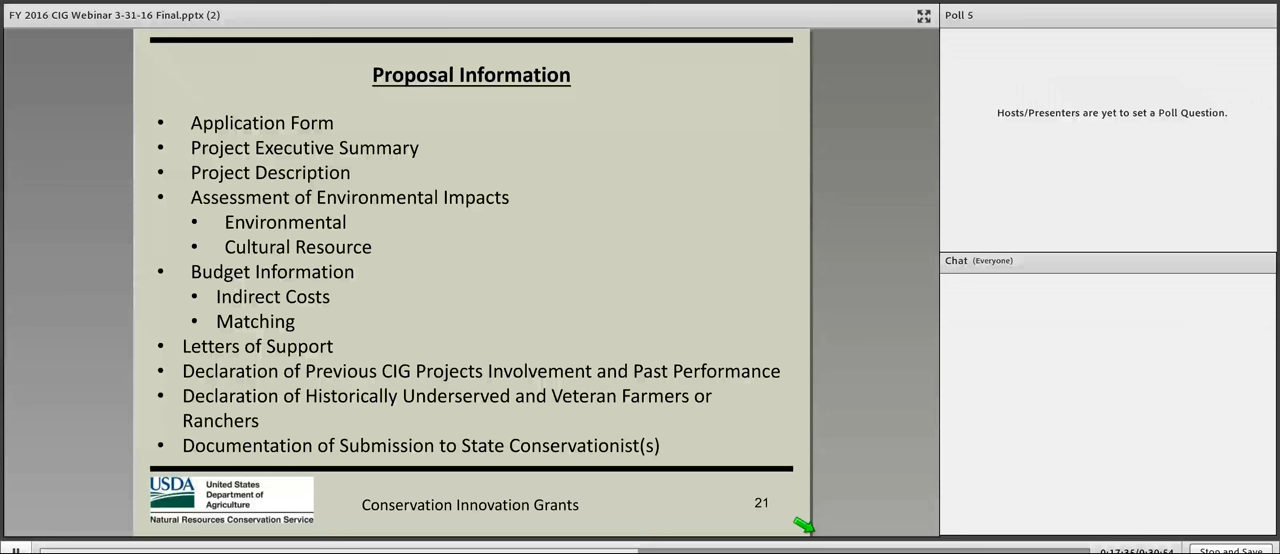 FY 2016 CIG Webinar 3-31-16 Final.pptx (2)
Proposal Information
• Application Form
• Project Executive Summary
• Project Description
• Assessment of Environmental Impacts
• Environmental
• Cultural Resource
• Budget Information
• Indirect Costs
• Matching
• Letters of Support
• Declaration of Previous CIG Projects Involvement and Past Performance
• Declaration of Historically Underserved and Veteran Farmers or
Ranchers
• Documentation of Submission to State Conservationist(s)
USDA
United States
Department of
Agriculture
Natural Resources Conservation Service
Conservation Innovation Grants
21
Poll 5
Hosts/Presenters are yet to set a Poll Question.
Chat (Everyone)
Stop and Save